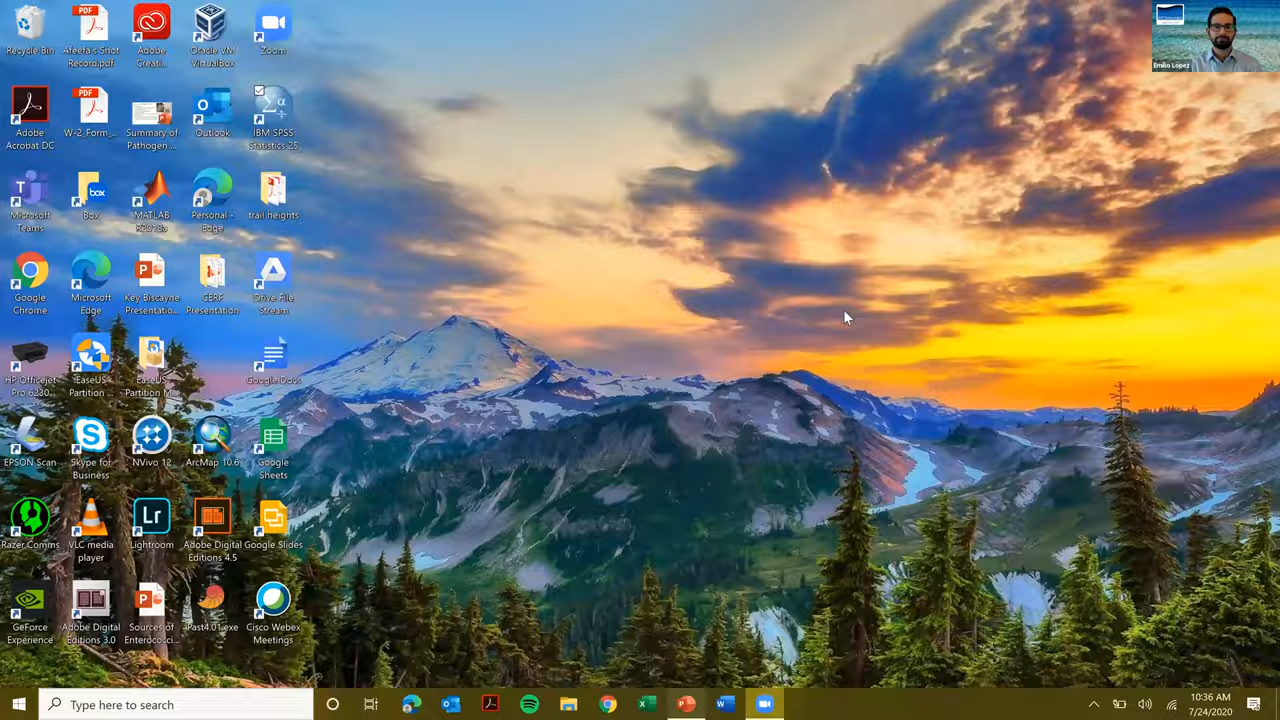 Recycle Bin
Afeefa's Shot
Record.pdf
Adobe
Creati...
Oracle VM
VirtualBox
Zoom
Adobe
Acrobat DC
W-2_Form_...
Summary of
Pathogen ...
Outlook
IBM SPSS
Statistics 25
Microsoft
Teams
Box
MATLAB
R2018a
Personal -
Edge
trail heights
Google
Chrome
Microsoft
Edge
Key Biscayne
Presentatio...
CERF
Presentation
Drive File
Stream
HP Officejet
Pro 6230
EaseUS
Partition ...
EaseUS
Partition M...
Google Docs
EPSON Scan
Skype for
Business
NVivo 12
ArcMap 10.6
Google
Sheets
Razer Comms
VLC media
player
Lightroom
Adobe Digital
Editions 4.5
Google Slides
GeForce
Experience
Adobe Digital
Editions 3.0
Sources of
Enterococci...
Past4.01.exe
Cisco Webex
Meetings
Emilio Lopez
Type here to search
10:36 AM
7/24/2020